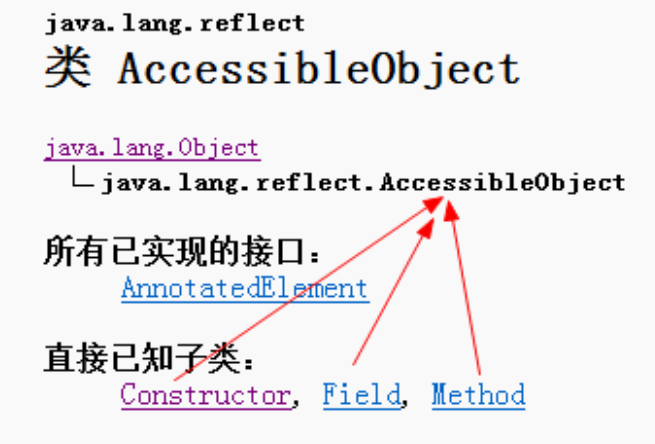 java.lang.reflect
类 AccessibleObject
java.lang.Object
java.lang.reflect.AccessibleObject
所有已实现的接口：
AnnotatedElement
直接已知子类：
Constructor, Field, Method